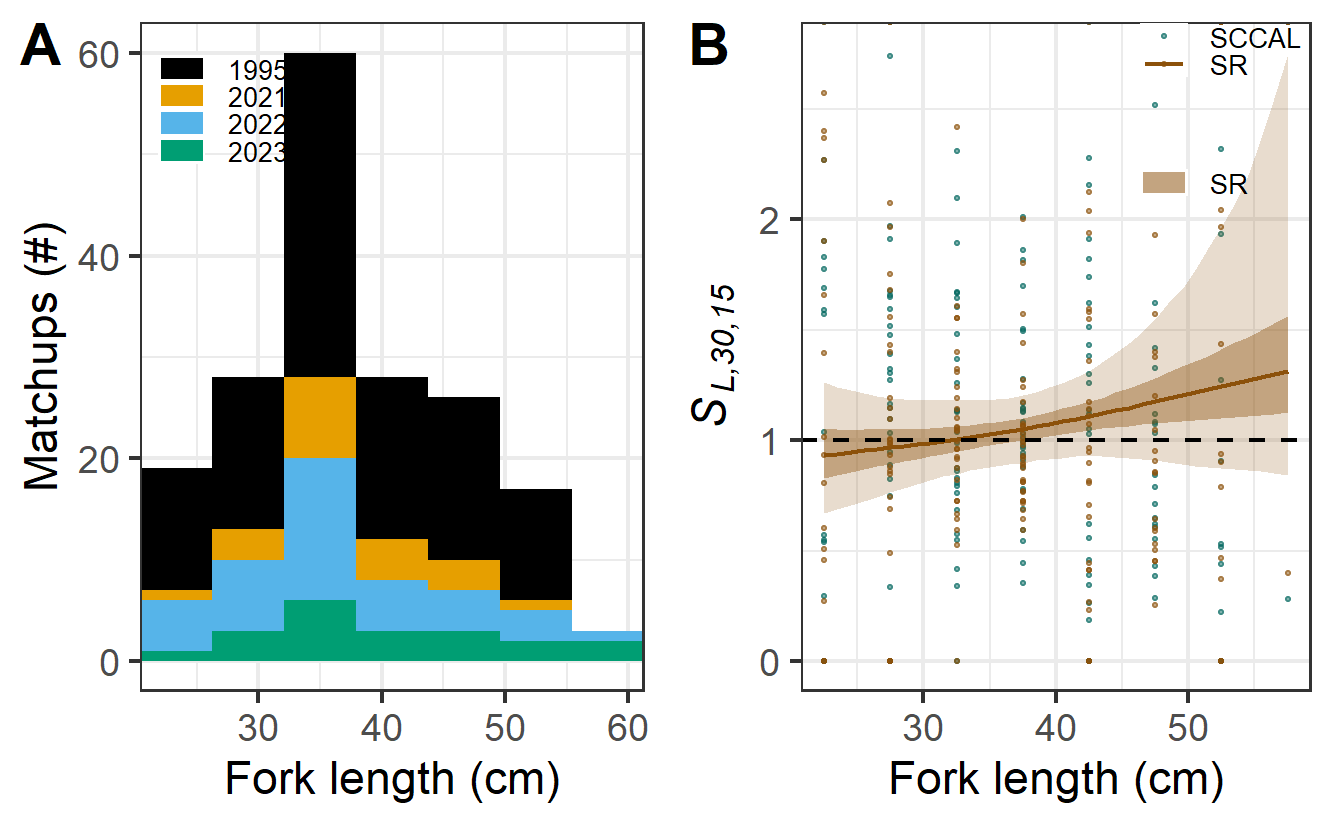 A
60
40
20
0
Matchups (#)
1995
2021
2022
2023
30 40 50 60
Fork length (cm)
B
2
1
0
S L,30,15
SCCAL
SR
SR
30 40 50
Fork length (cm)